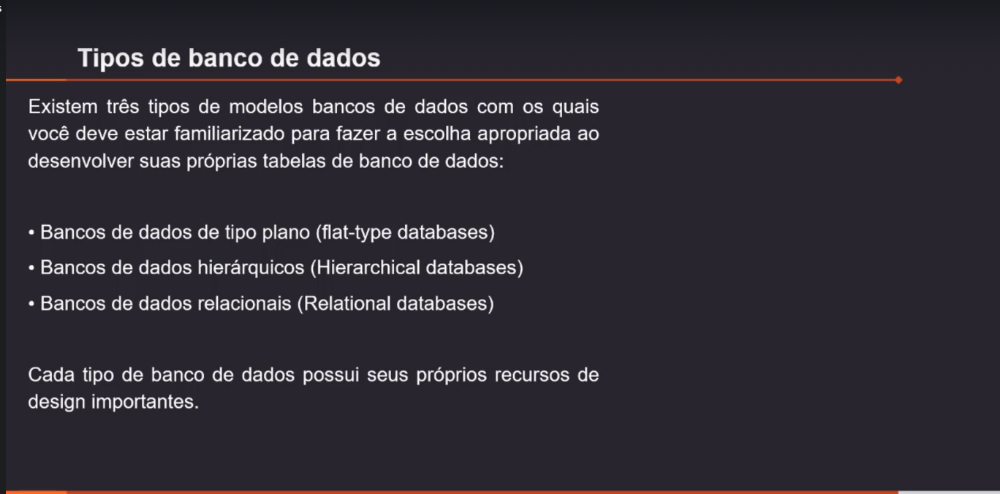 Tipos de banco de dados
Existem três tipos de modelos bancos de dados com os quais
você deve estar familiarizado para fazer a escolha apropriada ao
desenvolver suas próprias tabelas de banco de dados:
• Bancos de dados de tipo plano (flat-type databases)
• Bancos de dados hierárquicos (Hierarchical databases)
• Bancos de dados relacionais (Relational databases)
Cada tipo de banco de dados possui seus próprios recursos de
design importantes.